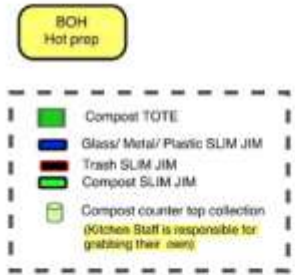 BOH
Hot prep
Compost TOTE
Glass/ Metal/ Plastic SLIM JIM
Trash SLIM JIM
Compost SLIM JIM
Compost counter top collection
(Kitchen Staff is responsible for
grabbing their own)